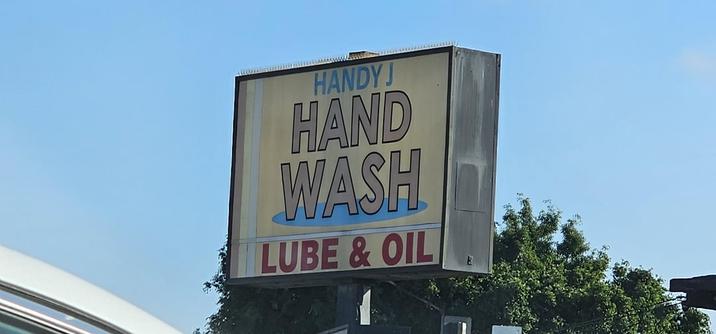 HANDY J
HAND
WASH
LUBE & OIL